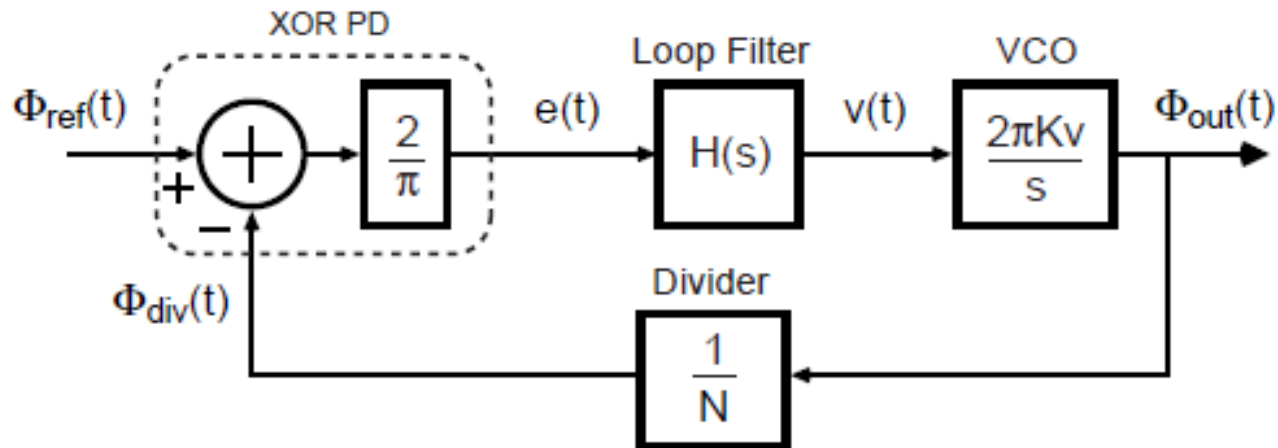 XOR PD
Loop Filter
VCO
Φref(t)
+
2
π
e(t)
H(s)
v(t)
2πKv
s
Φout(t)
+
−
Φdiv(t)
Divider
1
N